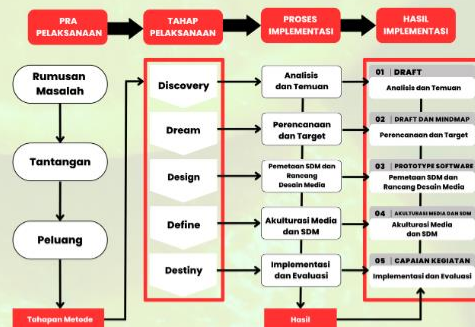 PRA
PELAKSANAAN
TAHAP
PELAKSANAAN
PROSES
IMPLEMENTASI
HASIL
IMPLEMENTASI
Rumusan
Masalah
Tantangan
Peluang
Tahapan Metode
Discovery
Dream
Design
Define
Destiny
Analisis
dan Temuan
Perencanaan
dan Target
Pemetaan SDM dan
Rancang
Desain Media
Akulturasi Media
dan SDM
Implementasi
dan Evaluasi
Hasil
01 DRAFT
Analisis dan Temuan
02 DRAFT DAN MINDMAP
Perencanaan dan Target
03 PROTOTYPE SOFTWARE
Pemetaan SDM dan
Rancang Desain Media
04 AKULTURASI MEDIA DAN SDM
Akulturasi Media
dan SDM
05 CAPAIAN KEGIATAN
Implementasi dan Evaluasi